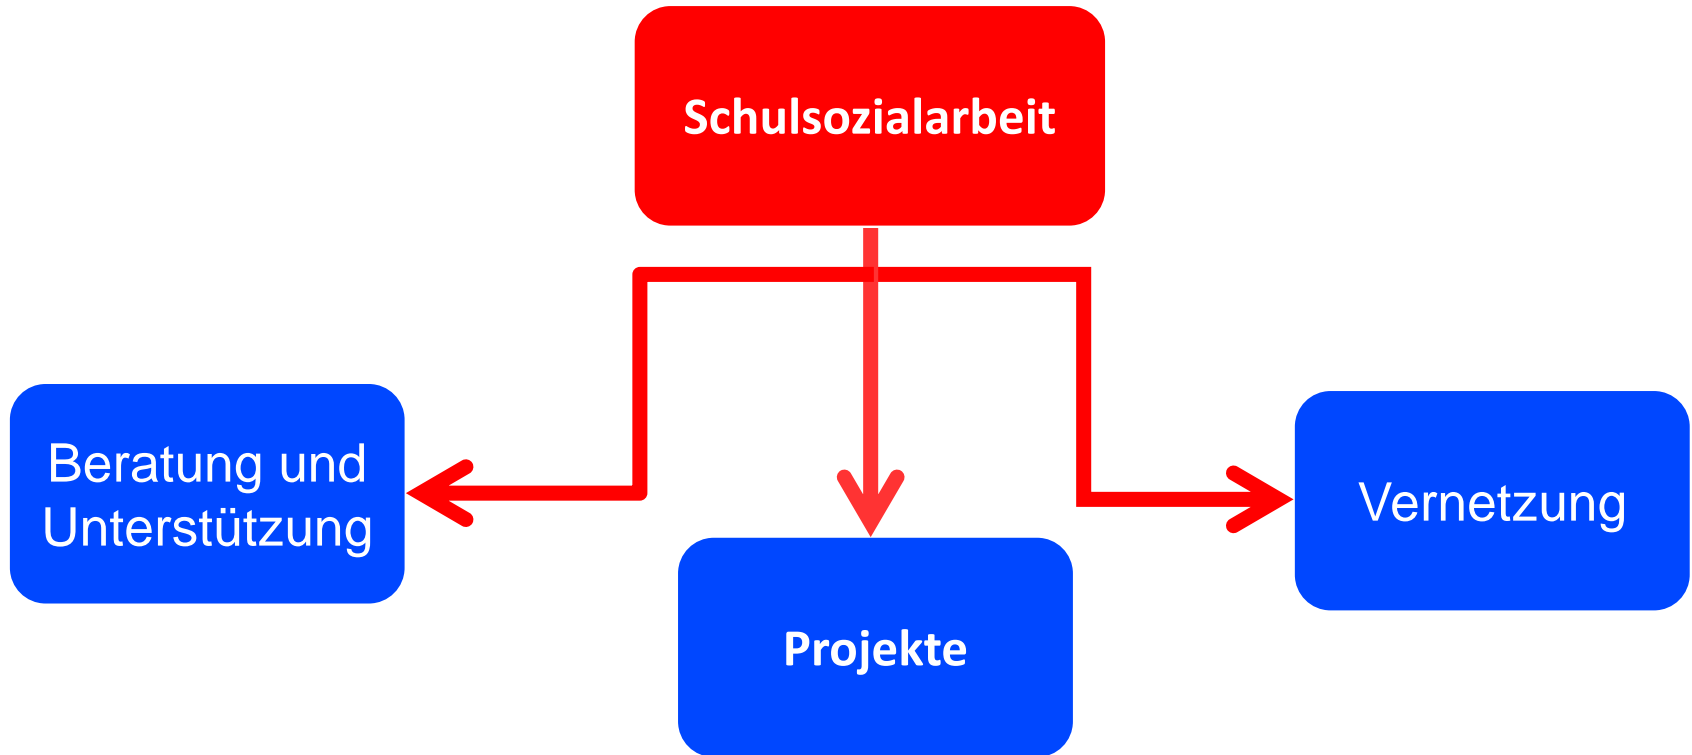 Schulsozialarbeit
Beratung und
Unterstützung
Projekte
Vernetzung